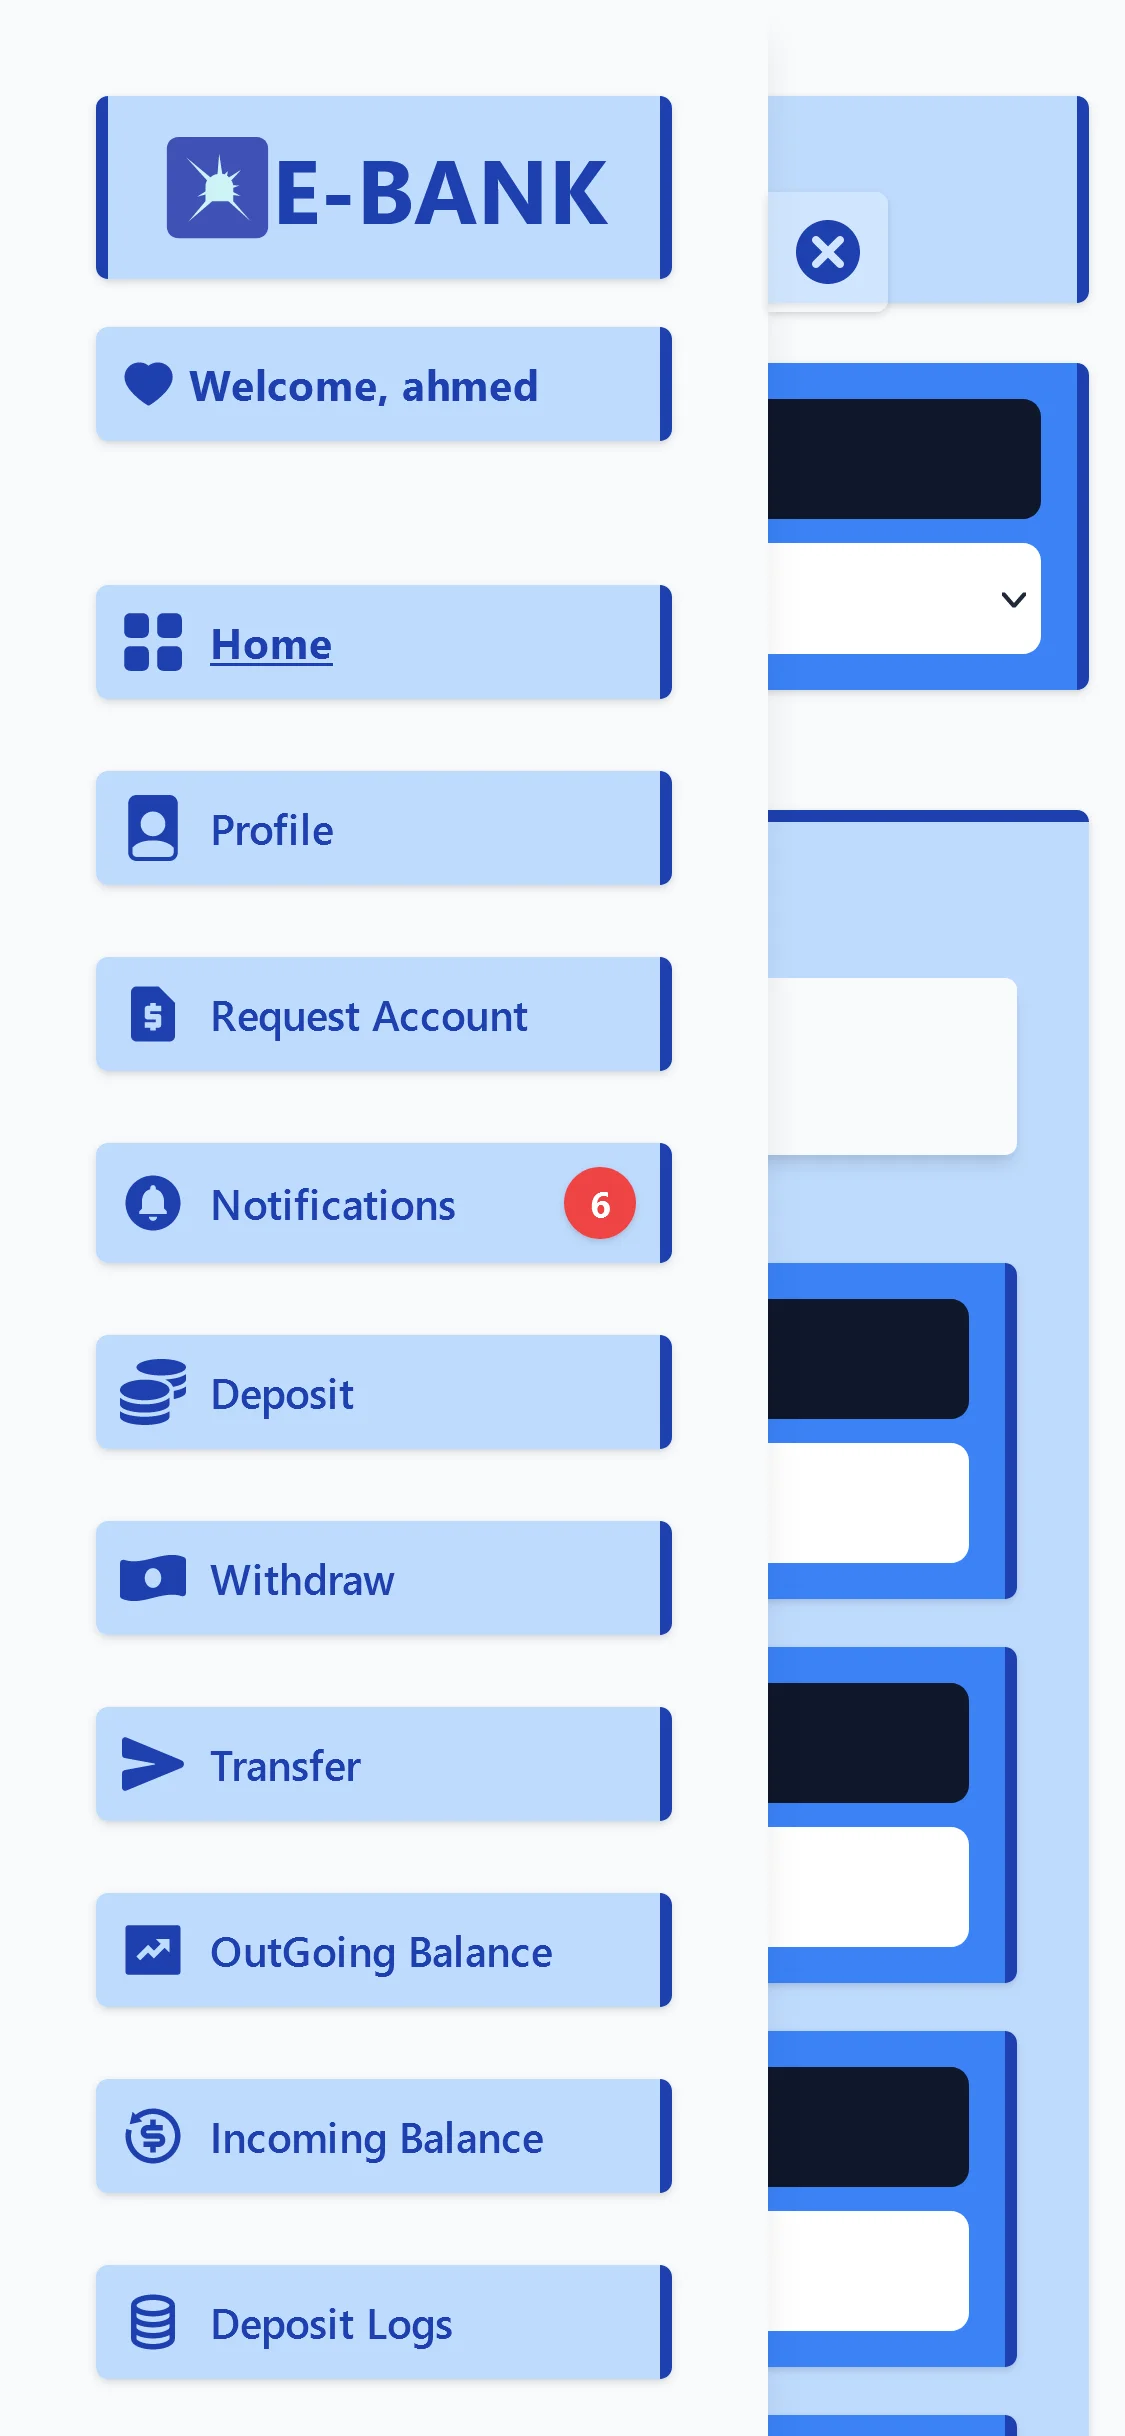 E-BANK
Welcome, ahmed
Home
Profile
Request Account
Notifications 6
Deposit
Withdraw
Transfer
OutGoing Balance
Incoming Balance
Deposit Logs